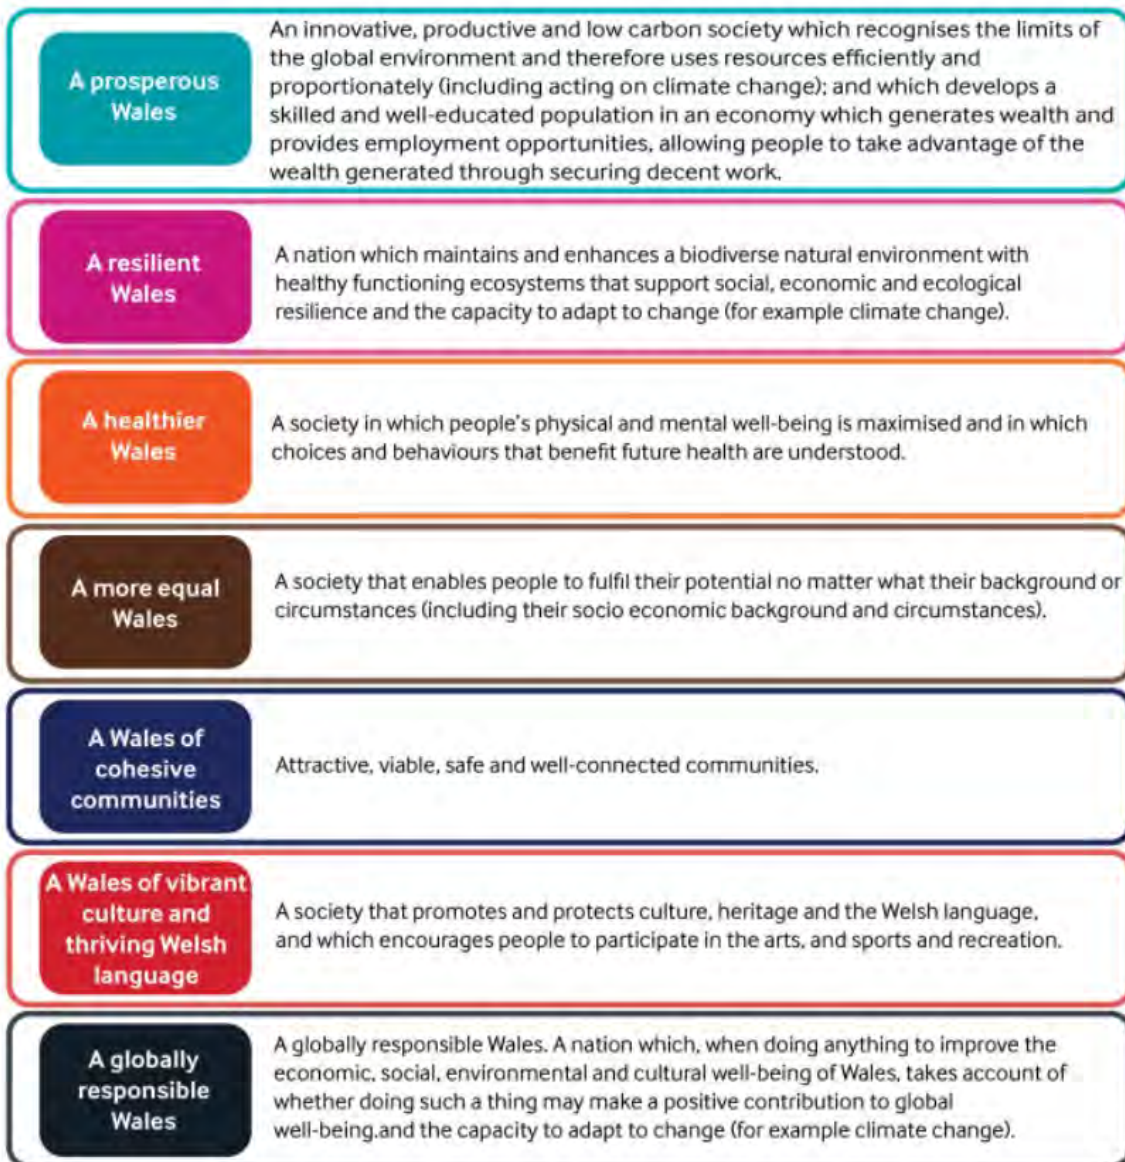 A prosperous
Wales
An innovative, productive and low carbon society which recognises the limits of
the global environment and therefore uses resources efficiently and
proportionately (including acting on climate change); and which develops a
skilled and well-educated population in an economy which generates wealth and
provides employment opportunities, allowing people to take advantage of the
wealth generated through securing decent work.
A resilient
Wales
A nation which maintains and enhances a biodiverse natural environment with
healthy functioning ecosystems that support social, economic and ecological
resilience and the capacity to adapt to change (for example climate change).
A healthier
Wales
A society in which people's physical and mental well-being is maximised and in which
choices and behaviours that benefit future health are understood.
A more equal
Wales
A society that enables people to fulfil their potential no matter what their background or
circumstances (including their socio economic background and circumstances).
A Wales of
cohesive
communities
Attractive, viable, safe and well-connected communities.
A Wales of vibrant
culture and
thriving Welsh
language
A society that promotes and protects culture, heritage and the Welsh language,
and which encourages people to participate in the arts, and sports and recreation.
A globally
responsible
Wales
A globally responsible Wales. A nation which, when doing anything to improve the
economic, social, environmental and cultural well-being of Wales, takes account of
whether doing such a thing may make a positive contribution to global
well-being.and the capacity to adapt to change (for example climate change).